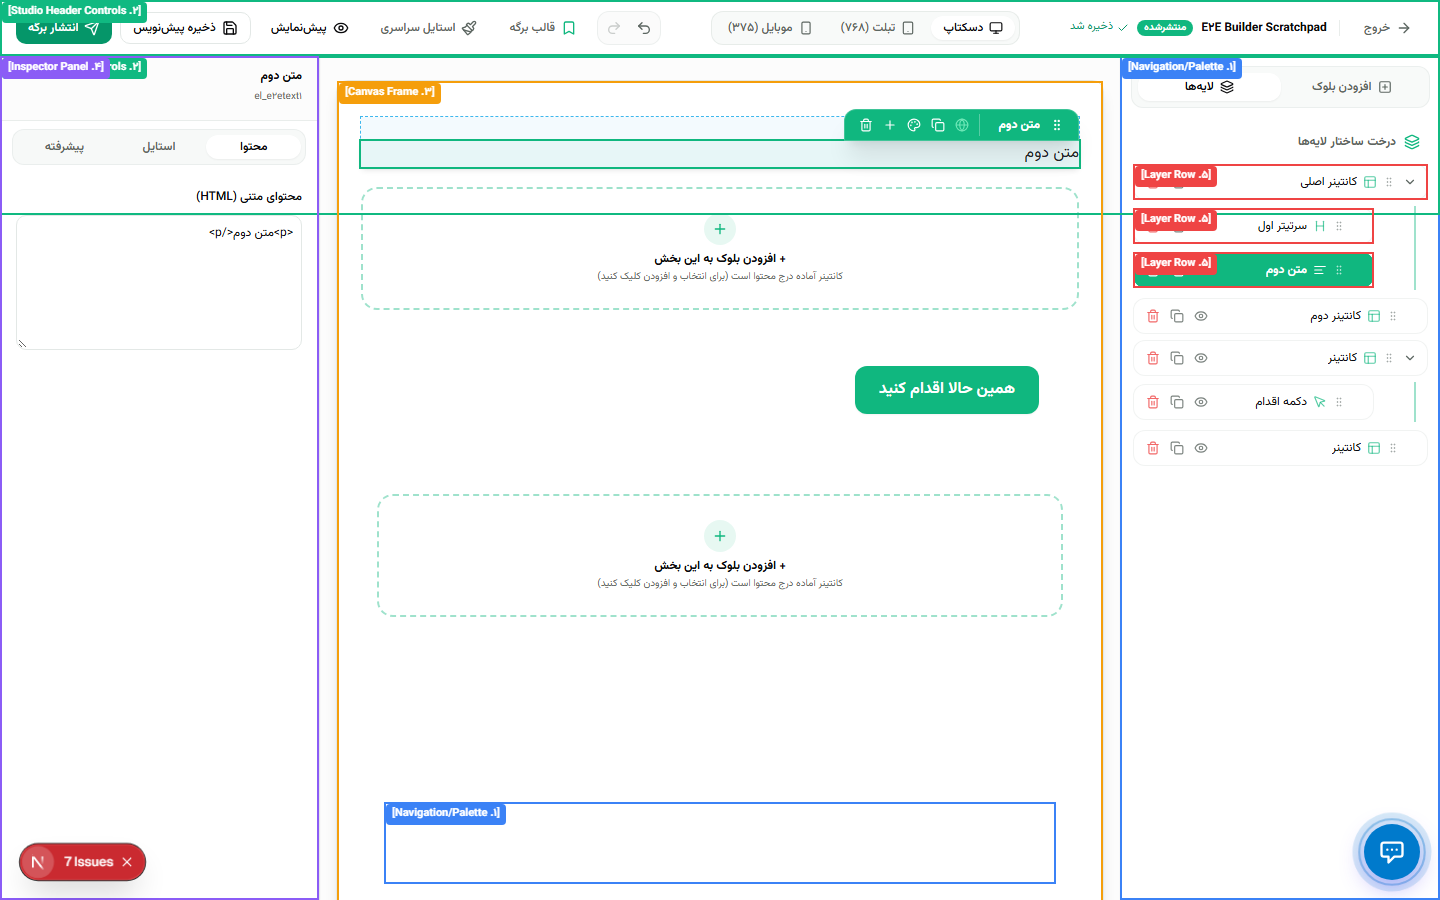 [Studio Header Controls .۲]
خروج
E۲E Builder Scratchpad
منتشرشده
ذخیره شد
دسکتاپ
تبلت (۷۶۸)
موبایل (۳۷۵)
قالب برگه
استایل سراسری
پیش‌نمایش
ذخیره پیش‌نویس
انتشار برگه
[Navigation/Palette .۱]
افزودن بلوک
لایه‌ها
درخت ساختار لایه‌ها
کانتینر اصلی
[Layer Row .۵]
سرتیتر اول
[Layer Row .۵]
متن دوم
[Layer Row .۵]
کانتینر دوم
کانتینر
دکمه اقدام
کانتینر
[Canvas Frame .۳]
متن دوم
متن دوم
+ افزودن بلوک به این بخش
کانتینر آماده درج محتوا است (برای انتخاب و افزودن کلیک کنید)
همین حالا اقدام کنید
+ افزودن بلوک به این بخش
کانتینر آماده درج محتوا است (برای انتخاب و افزودن کلیک کنید)
[Navigation/Palette .۱]
[Inspector Panel .۴]
rols .۲]
متن دوم
el_e۲etext۱
محتوا
استایل
پیشرفته
محتوای متنی (HTML)
<p>متن دوم</p>
7 Issues